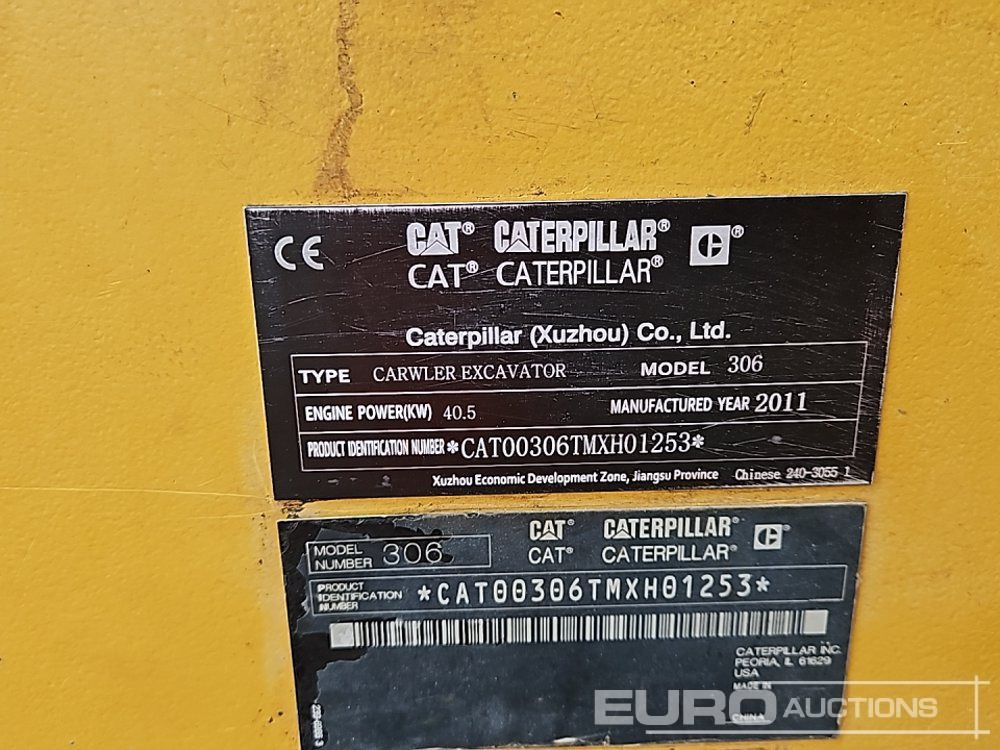 CE CAT® CATERPILLAR® C®
CAT® CATERPILLAR®
Caterpillar (Xuzhou) Co., Ltd.
TYPE CARWLER EXCAVATOR MODEL 306
ENGINE POWER(KW) 40.5 MANUFACTURED YEAR 2011
PRODUCT IDENTIFICATION NUMBER *CAT00306TMXH01253*
Xuzhou Economic Development Zone, Jiangsu Province Chinese 240-3055 1
CAT® CATERPILLAR® C®
CAT® CATERPILLAR®
MODEL NUMBER 306
PRODUCT IDENTIFICATION NUMBER *CAT00306TMXH01253*
CATERPILLAR INC.
PEORIA, IL 61629
USA
MADE IN
CHINA
EURO AUCTIONS